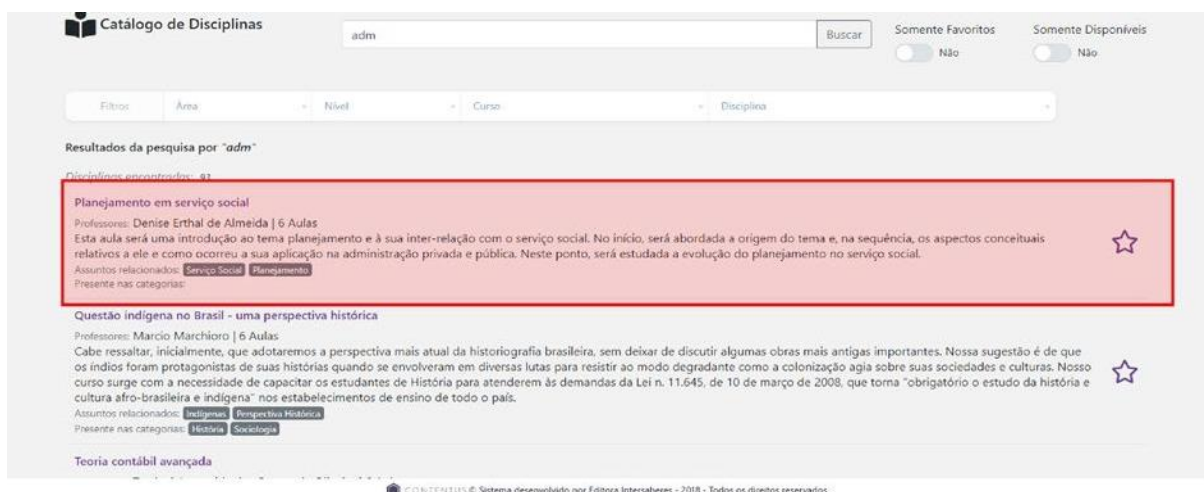 Catálogo de Disciplinas
adm
Buscar
Somente Favoritos
Somente Disponíveis
Não
Não
Filtros
Área
Nível
Curso
Disciplina
Resultados da pesquisa por "adm"
Disciplinas encontradas: 93
Planejamento em serviço social
Professores: Denise Erthal de Almeida | 6 Aulas
Esta aula será uma introdução ao tema planejamento e à sua inter-relação com o serviço social. No início, será abordada a origem do tema e, na sequência, os aspectos conceituais
relativos a ele e como ocorreu a sua aplicação na administração privada e pública. Neste ponto, será estudada a evolução do planejamento no serviço social.
Assuntos relacionados: Serviço Social Planejamento
Presente nas categorias:
Questão indígena no Brasil - uma perspectiva histórica
Professores: Marcio Marchioro | 6 Aulas
Cabe ressaltar, inicialmente, que adotaremos a perspectiva mais atual da historiografia brasileira, sem deixar de discutir algumas obras mais antigas importantes. Nossa sugestão é de que
os índios foram protagonistas de suas histórias quando se envolveram em diversas lutas para resistir ao modo degradante como a colonização agia sobre suas sociedades e culturas. Nosso
curso surge com a necessidade de capacitar os estudantes de História para atenderem às demandas da Lei n. 11.645, de 10 de março de 2008, que torna "obrigatório o estudo da história e
cultura afro-brasileira e indígena" nos estabelecimentos de ensino de todo o país.
Assuntos relacionados: Indígenas Perspectiva Histórica
Presente nas categorias: História Sociologia
Teoria contábil avançada
CONTENTUS © Sistema desenvolvido por Editora Intersaberes - 2018 - Todos os direitos reservados